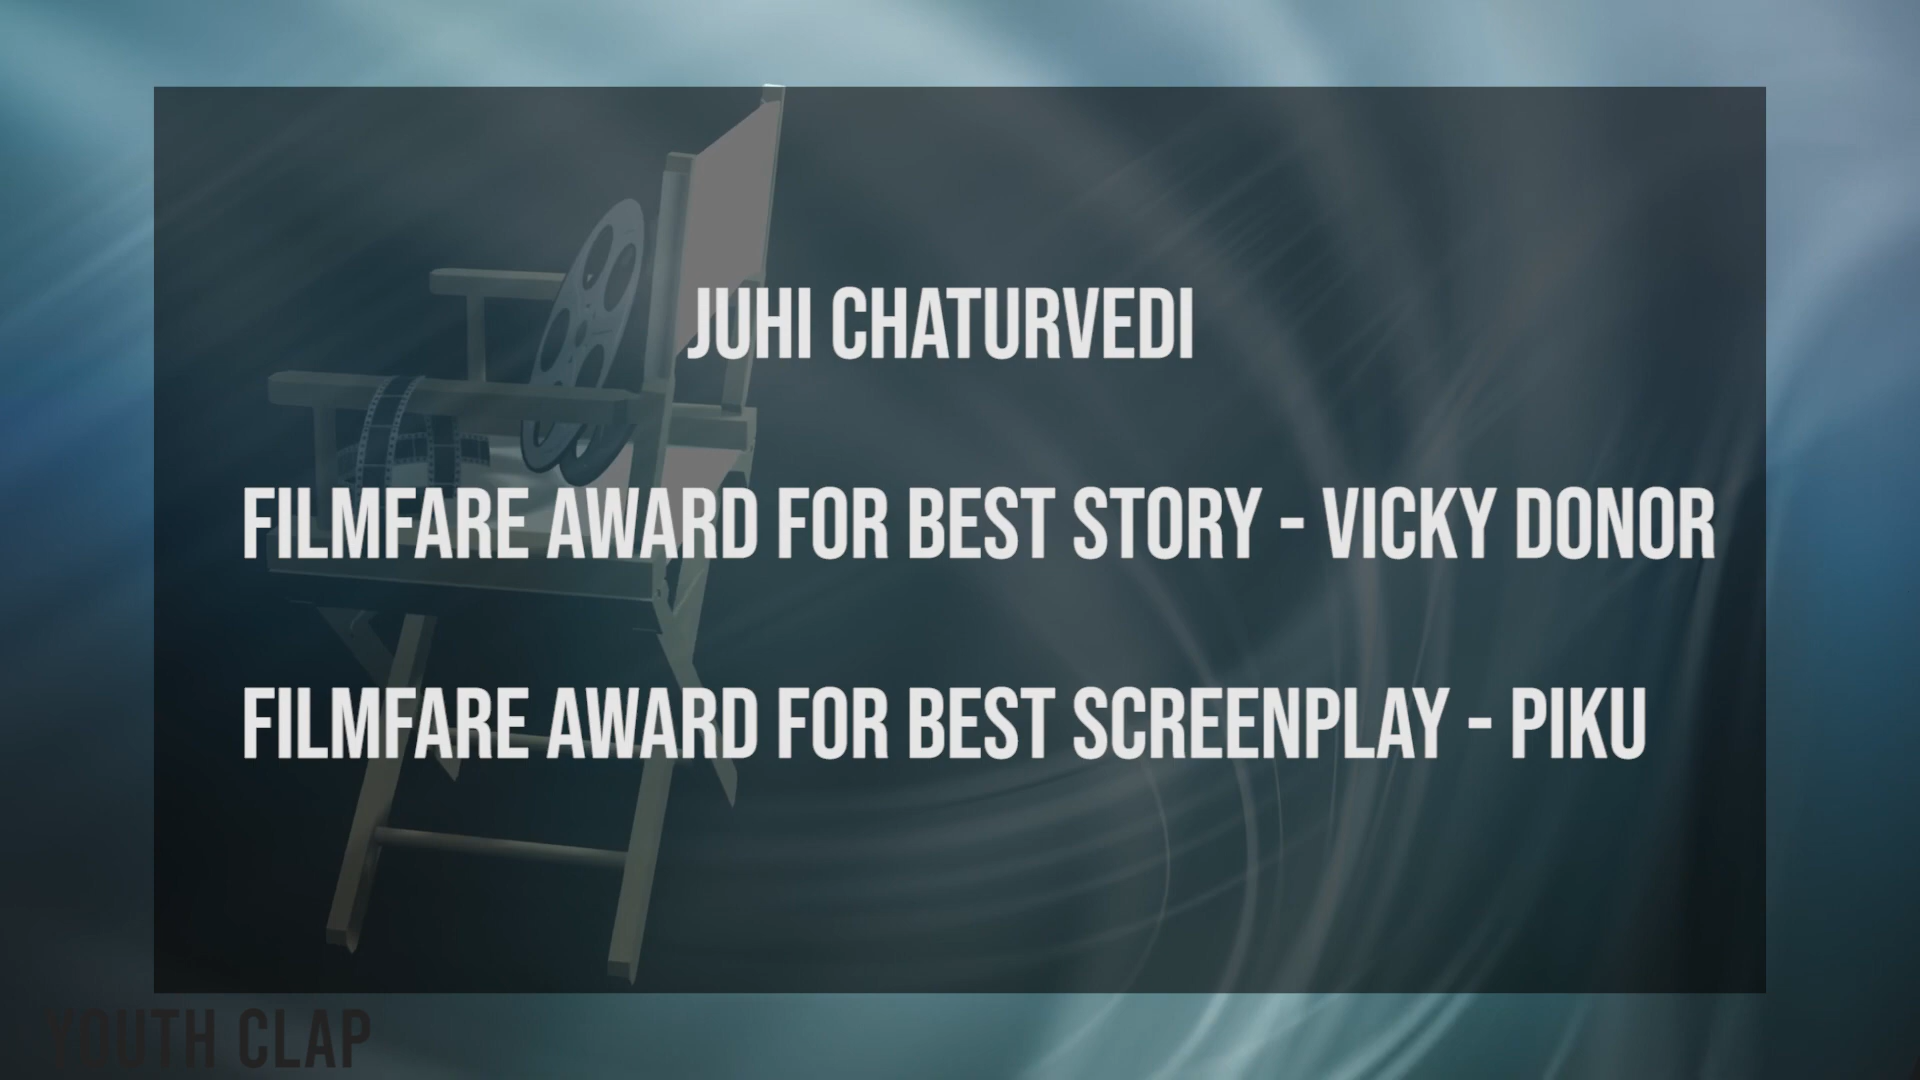 JUHI CHATURVEDI
FILMFARE AWARD FOR BEST STORY - VICKY DONOR
FILMFARE AWARD FOR BEST SCREENPLAY - PIKU
YOUTH CLAP